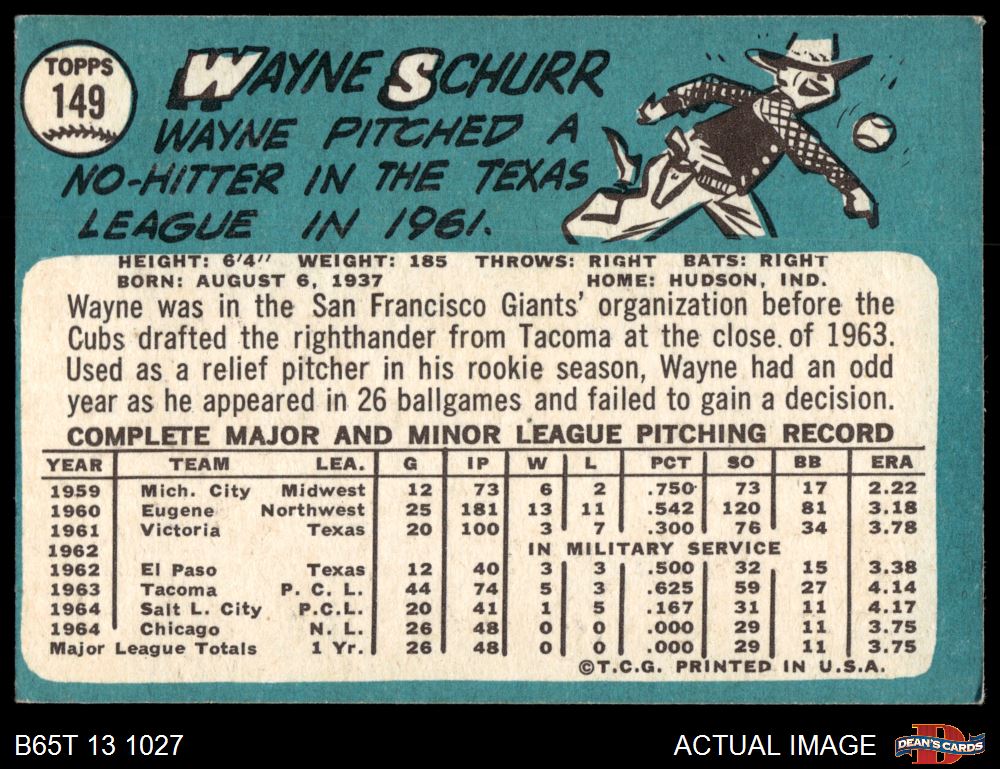 TOPPS
149
WAYNE SCHURR
WAYNE PITCHED A
NO-HITTER IN THE TEXAS
LEAGUE IN 1961.
HEIGHT: 6'4" WEIGHT: 185 THROWS: RIGHT BATS: RIGHT
BORN: AUGUST 6, 1937 HOME: HUDSON, IND.
Wayne was in the San Francisco Giants' organization before the
Cubs drafted the righthander from Tacoma at the close of 1963.
Used as a relief pitcher in his rookie season, Wayne had an odd
year as he appeared in 26 ballgames and failed to gain a decision.
COMPLETE MAJOR AND MINOR LEAGUE PITCHING RECORD
YEAR TEAM LEA. G IP W L PCT SO BB ERA
1959 Mich. City Midwest 12 73 6 2 .750 73 17 2.22
1960 Eugene Northwest 25 181 13 11 .542 120 81 3.18
1961 Victoria Texas 20 100 3 7 .300 76 34 3.78
1962 IN MILITARY SERVICE
1962 El Paso Texas 12 40 3 3 .500 32 15 3.38
1963 Tacoma P. C. L. 44 74 5 3 .625 59 27 4.14
1964 Salt L. City P.C.L. 20 41 1 5 .167 31 11 4.17
1964 Chicago N. L. 26 48 0 0 .000 29 11 3.75
Major League Totals 1 Yr. 26 48 0 0 .000 29 11 3.75
©T.C.G. PRINTED IN U.S.A.
B65T 13 1027
ACTUAL IMAGE
D
DEAN'S CARDS